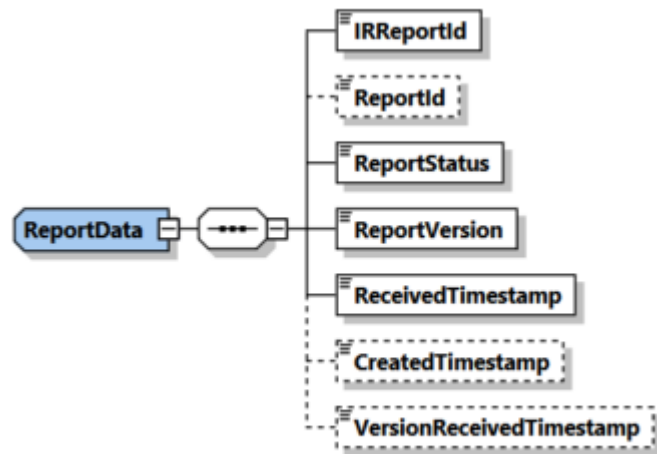 IRReportId
ReportId
ReportStatus
ReportData
ReportVersion
ReceivedTimestamp
CreatedTimestamp
VersionReceivedTimestamp